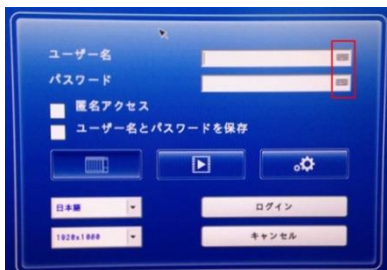 ユーザー名
パスワード
匿名アクセス
ユーザー名とパスワードを保存
日本語
ログイン
1920x1080
キャンセル